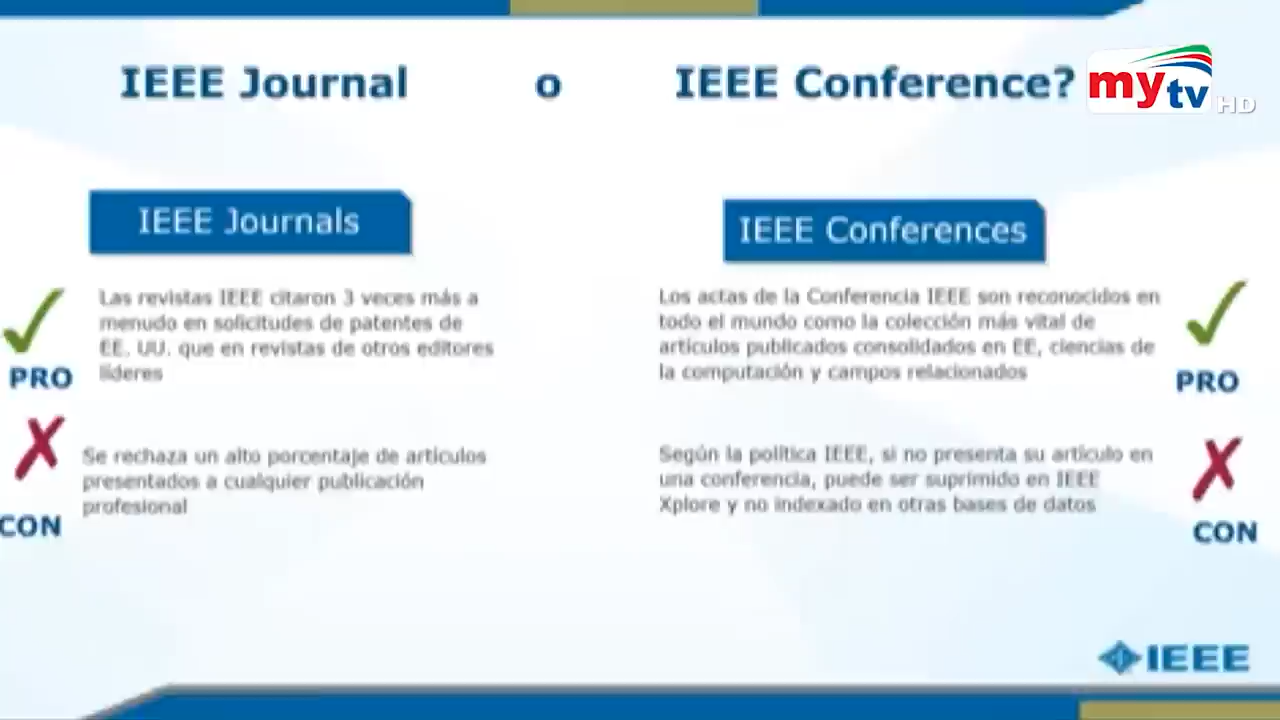 IEEE Journal o IEEE Conference?
my tv HD
IEEE Journals
Las revistas IEEE citaron 3 veces más a
menudo en solicitudes de patentes de
EE. UU. que en revistas de otros editores
líderes
PRO
Se rechaza un alto porcentaje de artículos
presentados a cualquier publicación
profesional
CON
IEEE Conferences
Los actas de la Conferencia IEEE son reconocidos en
todo el mundo como la colección más vital de
artículos publicados consolidados en EE, ciencias de
la computación y campos relacionados
PRO
Según la política IEEE, si no presenta su artículo en
una conferencia, puede ser suprimido en IEEE
Xplore y no indexado en otras bases de datos
CON
IEEE